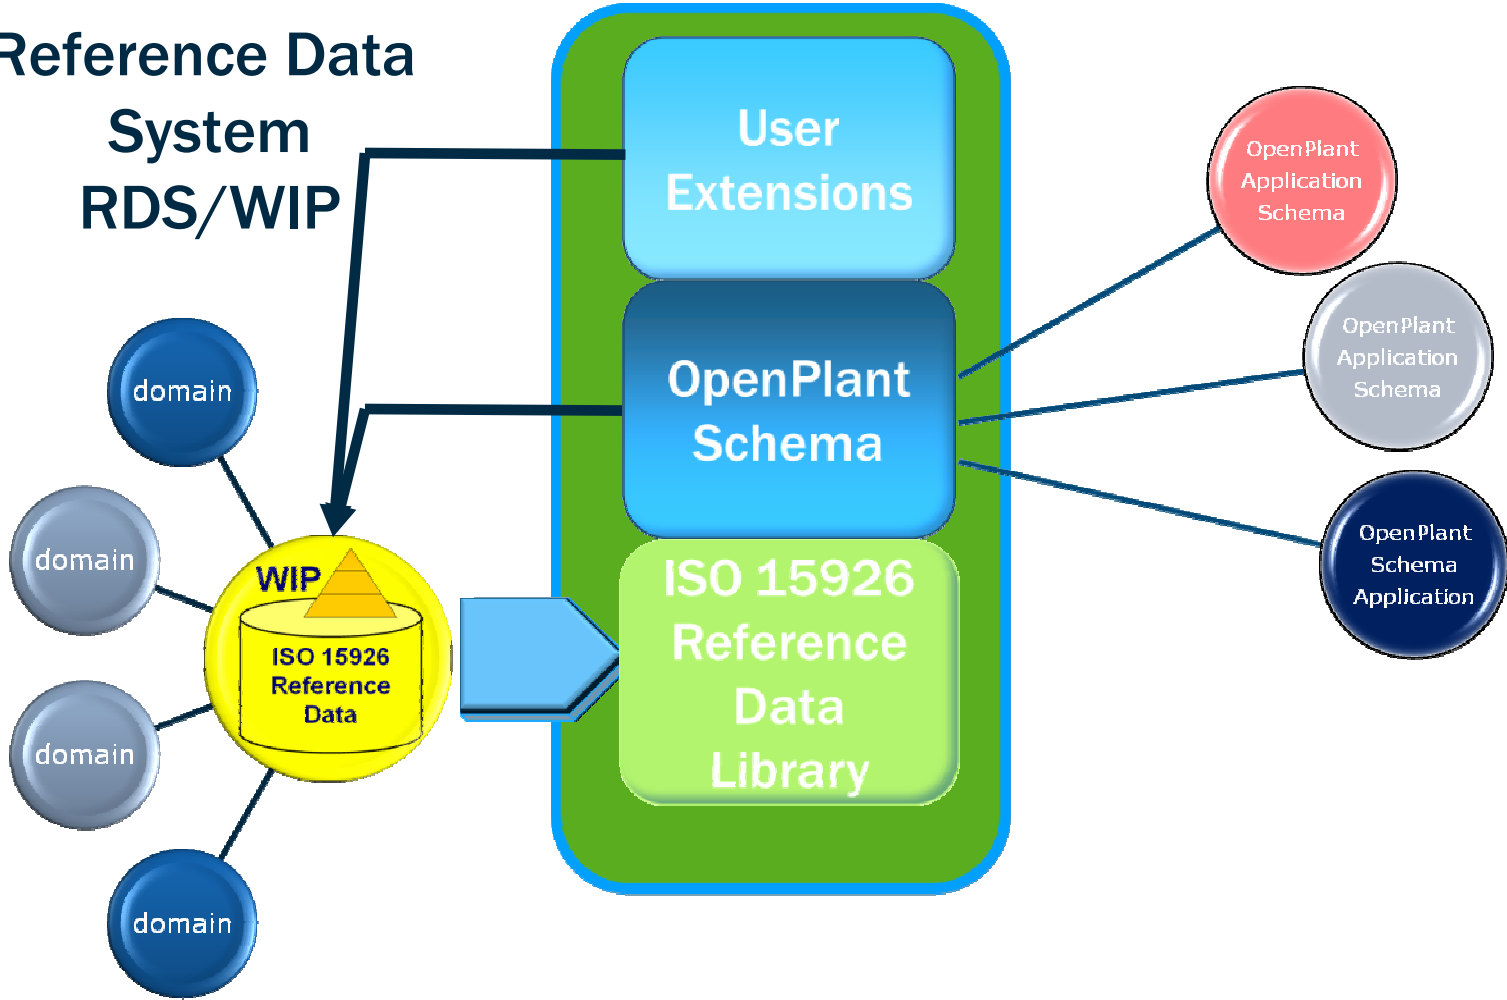 Reference Data
System
RDS/WIP
User
Extensions
OpenPlant
Schema
ISO 15926
Reference
Data
Library
domain
domain
domain
domain
WIP
ISO 15926
Reference
Data
OpenPlant
Application
Schema
OpenPlant
Application
Schema
OpenPlant
Schema
Application